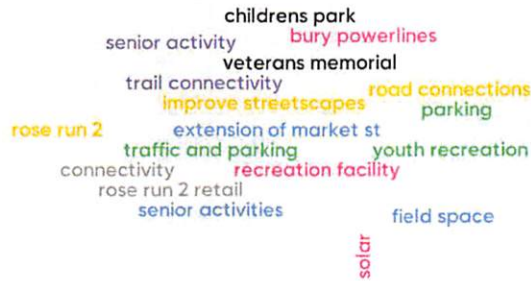 childrens park
senior activity
bury powerlines
veterans memorial
trail connectivity
road connections
improve streetscapes
parking
rose run 2
extension of market st
traffic and parking
youth recreation
connectivity
recreation facility
rose run 2 retail
senior activities
field space
solar